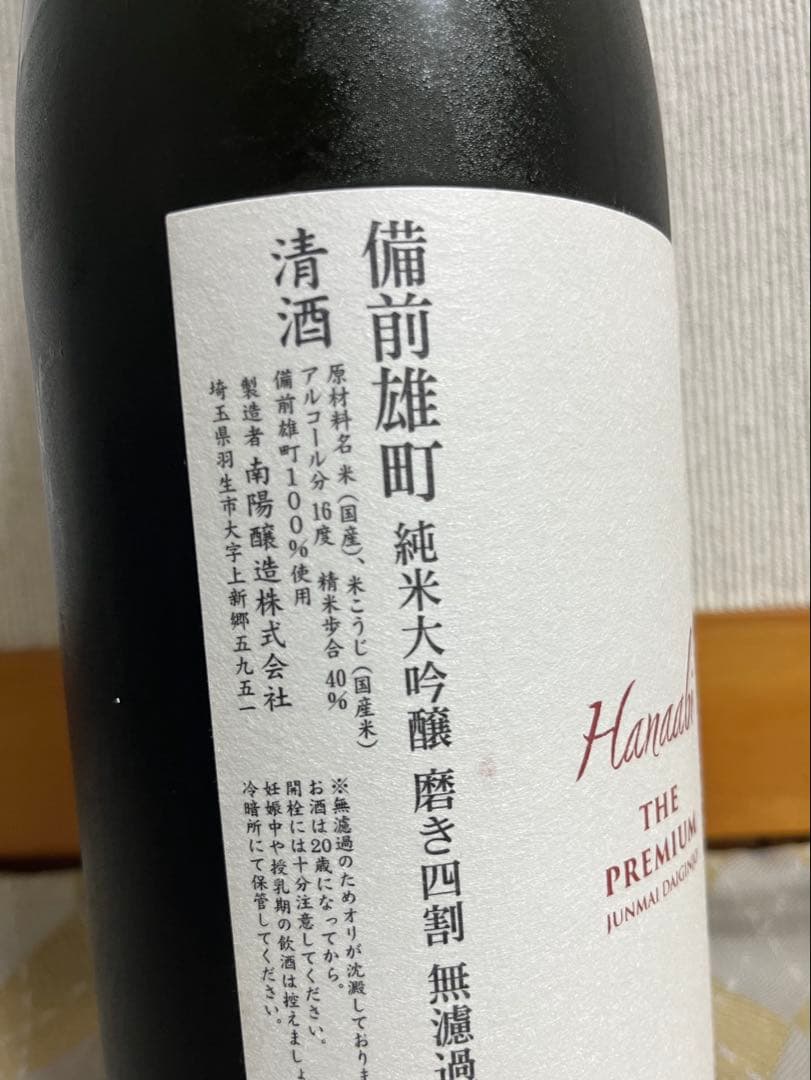 備前雄町 純米大吟醸 磨き四割 無濾過
清酒
原材料名 米(国産)、米こうじ(国産米)
アルコール分 16度 精米歩合 40%
備前雄町100%使用
製造者 南陽醸造株式会社
埼玉県羽生市大字上新郷五九五一
※無濾過のためオリが沈澱しておりま
お酒は20歳になってから。
開栓には十分注意してください。
妊娠中や授乳期の飲酒は控えましょ
冷暗所にて保管してください。
Hanaabi
THE
PREMIUM
JUNMAI DAIGINJO